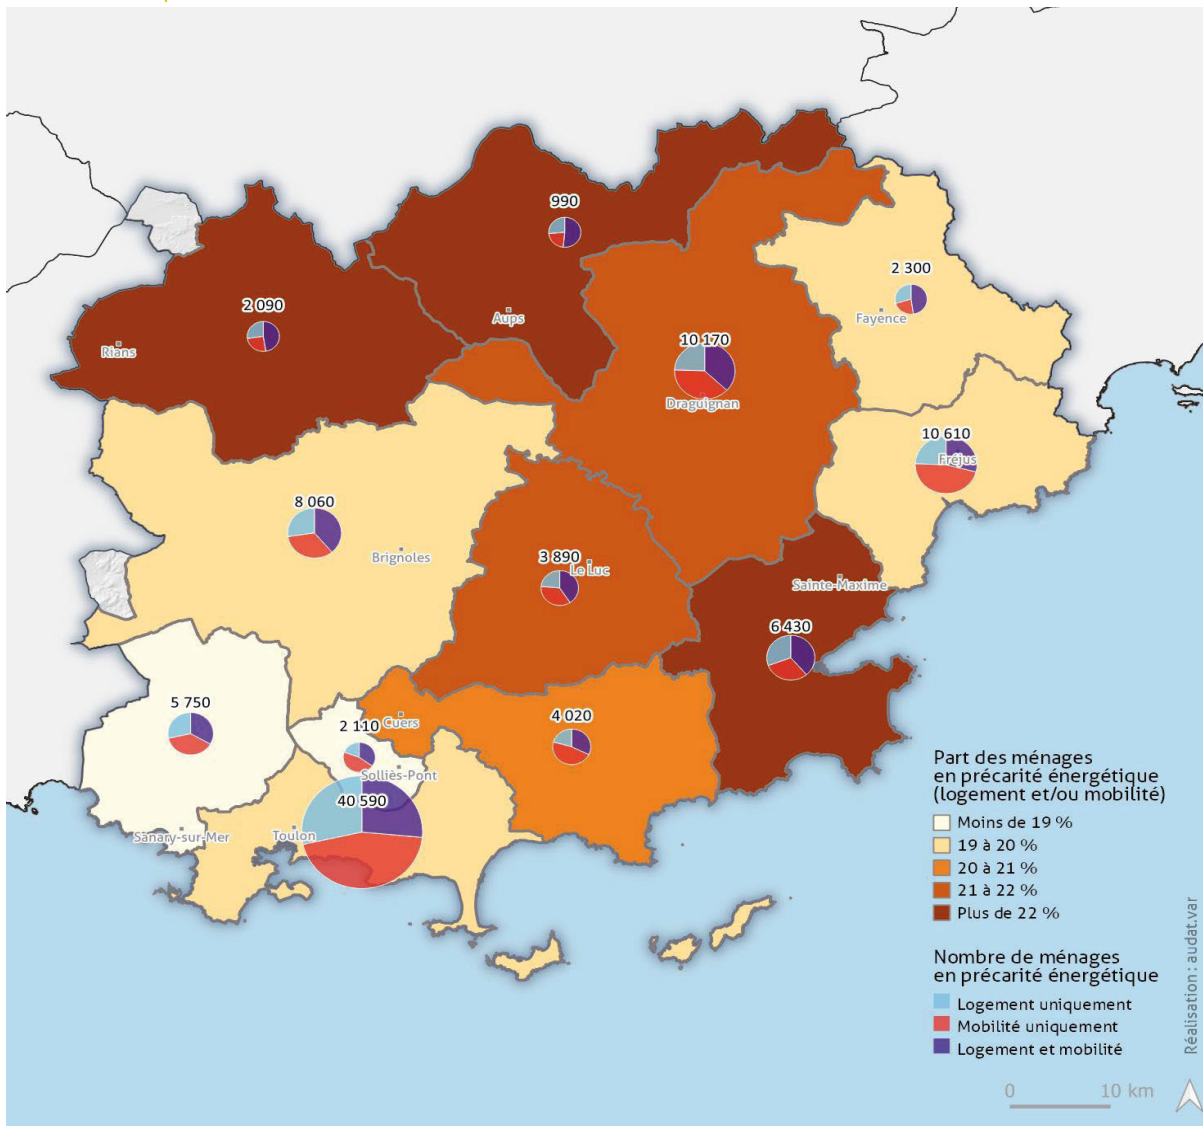 990
2 300
2 090
Fayence
Aups
Rians
10 170
Draguignan
10 610
Fréjus
8 060
Brignoles
3 890
Le Luc
Sainte-Maxime
6 430
5 750
4 020
Cuers
2 110
Solliès-Pont
40 590
Toulon
Sanary-sur-Mer
Part des ménages
en précarité énergétique
(logement et/ou mobilité)
Moins de 19 %
19 à 20 %
20 à 21 %
21 à 22 %
Plus de 22 %
Nombre de ménages
en précarité énergétique
Logement uniquement
Mobilité uniquement
Logement et mobilité
0 10 km
Réalisation : audat.var